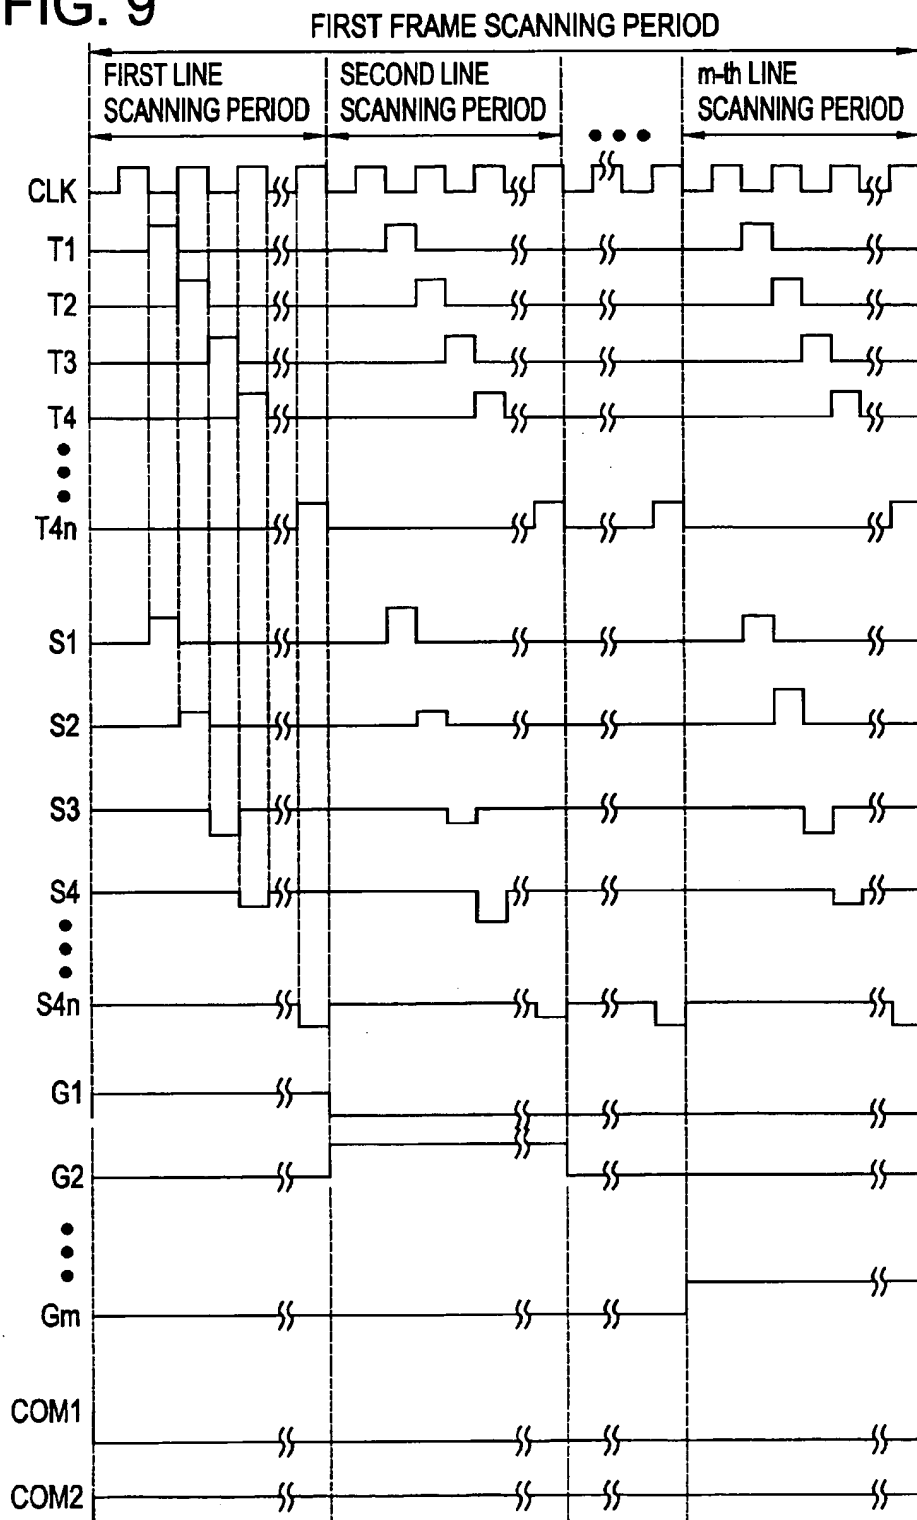 FIG. 9
FIRST FRAME SCANNING PERIOD
FIRST LINE
SCANNING PERIOD
SECOND LINE
SCANNING PERIOD
m-th LINE
SCANNING PERIOD
CLK
T1
T2
T3
T4
T4n
S1
S2
S3
S4
S4n
G1
G2
Gm
COM1
COM2